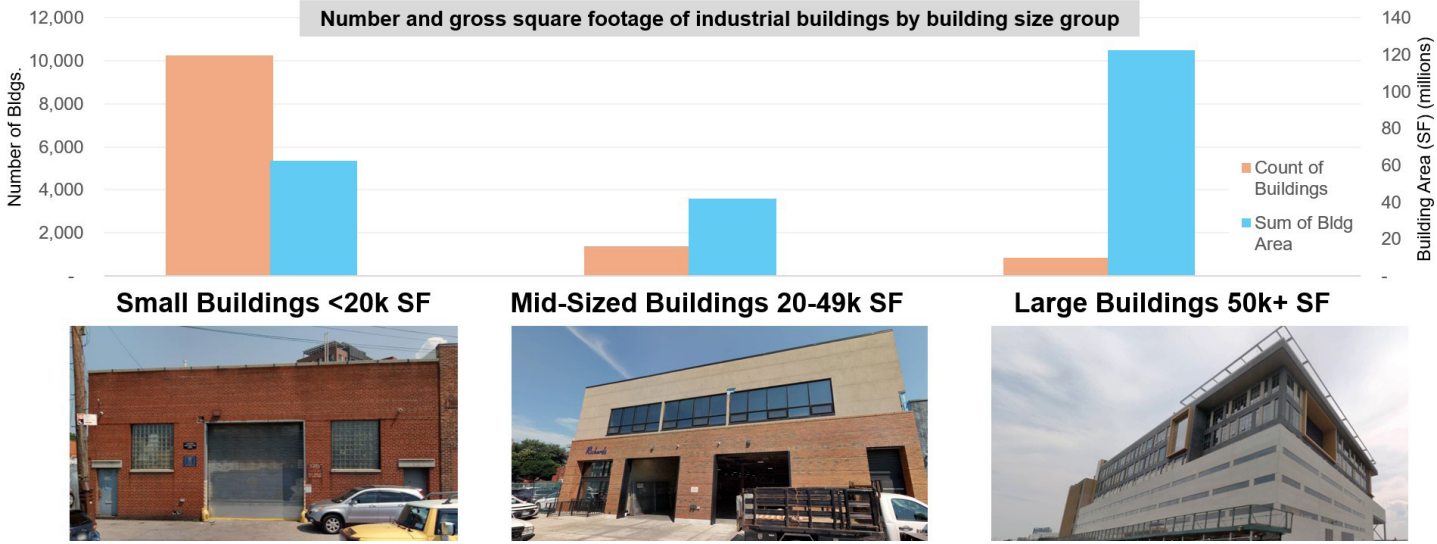 Number and gross square footage of industrial buildings by building size group
Number of Bldgs.
12,000
10,000
8,000
6,000
4,000
2,000
-
140
120
100
80
60
40
20
-
Building Area (SF) (millions)
Count of
Buildings
Sum of Bldg
Area
Small Buildings <20k SF
Mid-Sized Buildings 20-49k SF
Large Buildings 50k+ SF
Richards